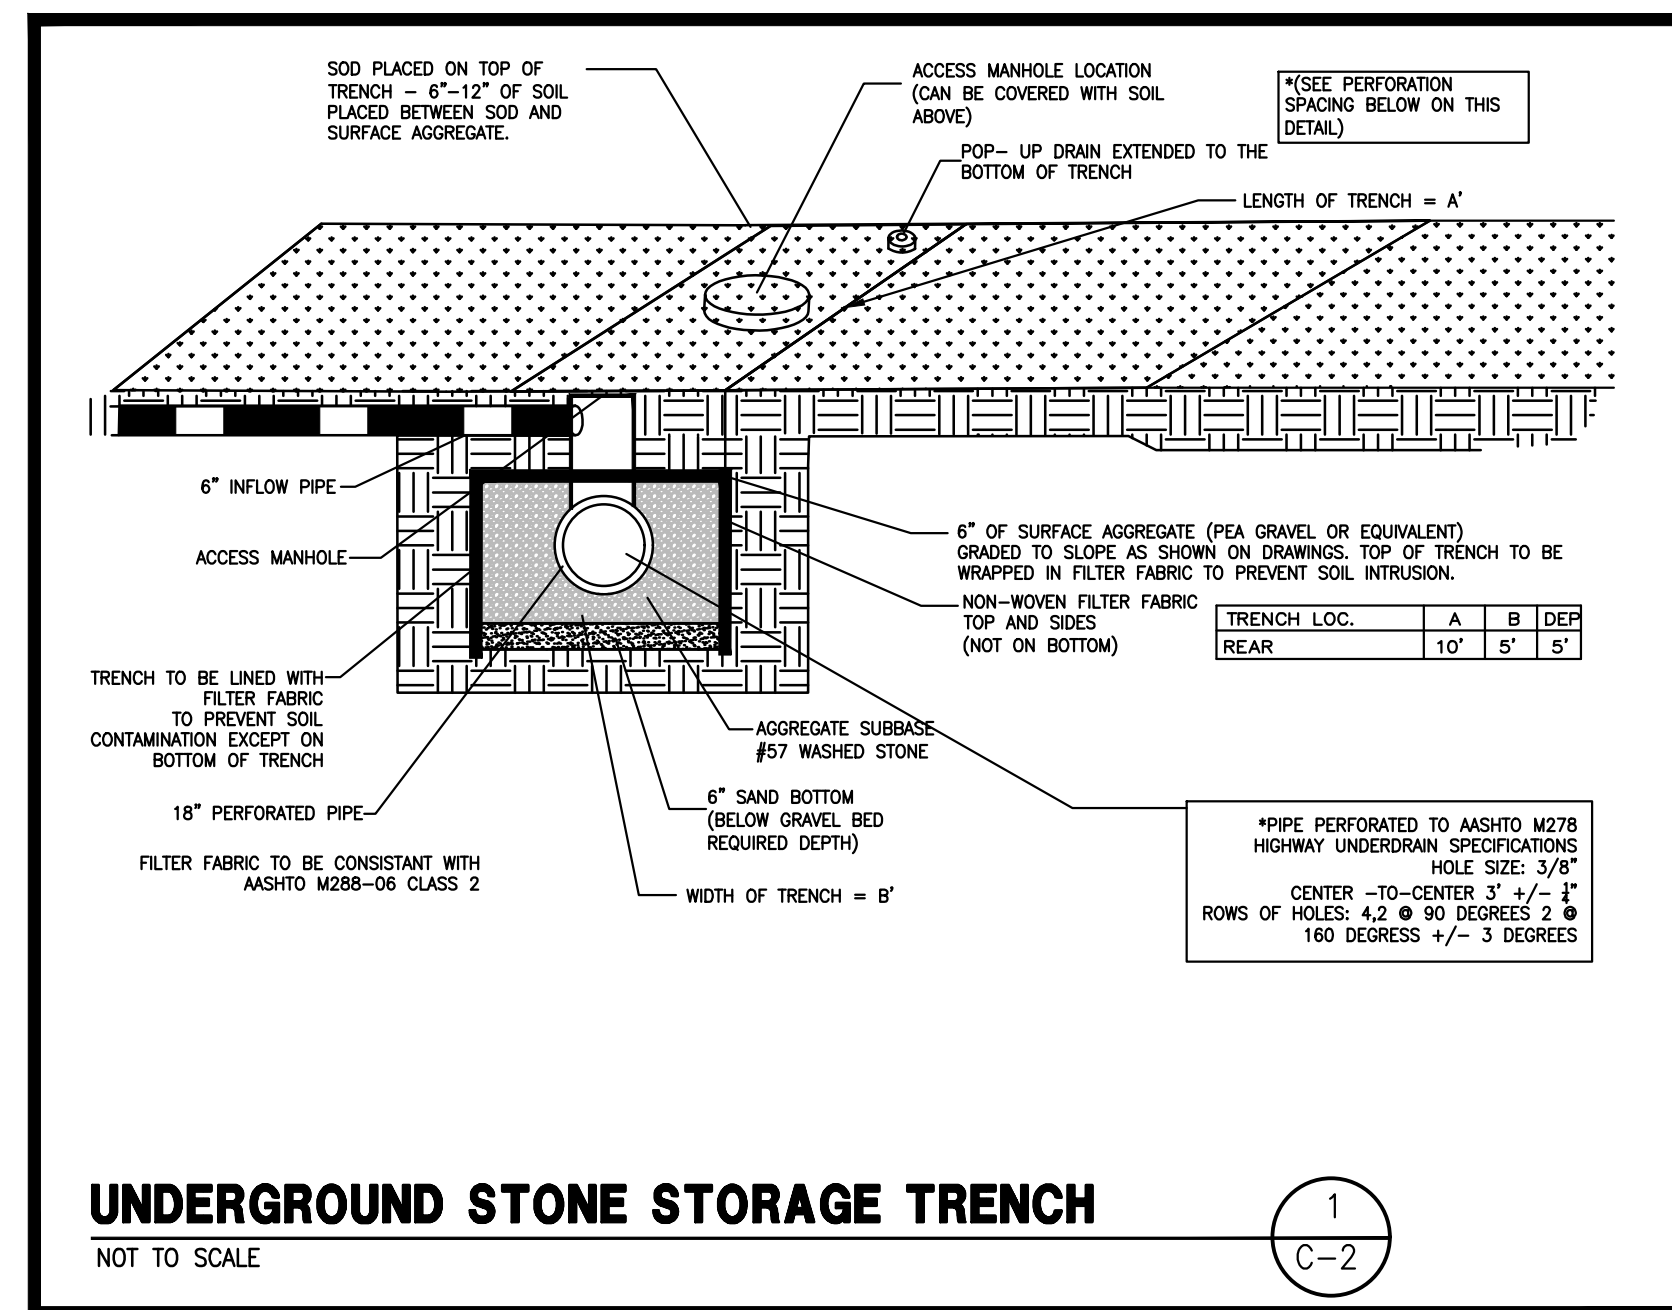 SOD PLACED ON TOP OF
TRENCH - 6"-12" OF SOIL
PLACED BETWEEN SOD AND
SURFACE AGGREGATE.
ACCESS MANHOLE LOCATION
(CAN BE COVERED WITH SOIL
ABOVE)
*(SEE PERFORATION
SPACING BELOW ON THIS
DETAIL)
POP- UP DRAIN EXTENDED TO THE
BOTTOM OF TRENCH
LENGTH OF TRENCH = A'
6" INFLOW PIPE
ACCESS MANHOLE
6" OF SURFACE AGGREGATE (PEA GRAVEL OR EQUIVALENT)
GRADED TO SLOPE AS SHOWN ON DRAWINGS. TOP OF TRENCH TO BE
WRAPPED IN FILTER FABRIC TO PREVENT SOIL INTRUSION.
NON-WOVEN FILTER FABRIC
TOP AND SIDES
(NOT ON BOTTOM)
TRENCH LOC. A B DEP
REAR 10' 5' 5'
TRENCH TO BE LINED WITH
FILTER FABRIC
TO PREVENT SOIL
CONTAMINATION EXCEPT ON
BOTTOM OF TRENCH
AGGREGATE SUBBASE
#57 WASHED STONE
18" PERFORATED PIPE
6" SAND BOTTOM
(BELOW GRAVEL BED
REQUIRED DEPTH)
FILTER FABRIC TO BE CONSISTANT WITH
AASHTO M288-06 CLASS 2
WIDTH OF TRENCH = B'
*PIPE PERFORATED TO AASHTO M278
HIGHWAY UNDERDRAIN SPECIFICATIONS
HOLE SIZE: 3/8"
CENTER -TO-CENTER 3' +/- 1/4"
ROWS OF HOLES: 4,2 @ 90 DEGREES 2 @
160 DEGRESS +/- 3 DEGREES
UNDERGROUND STONE STORAGE TRENCH
NOT TO SCALE
1
C-2